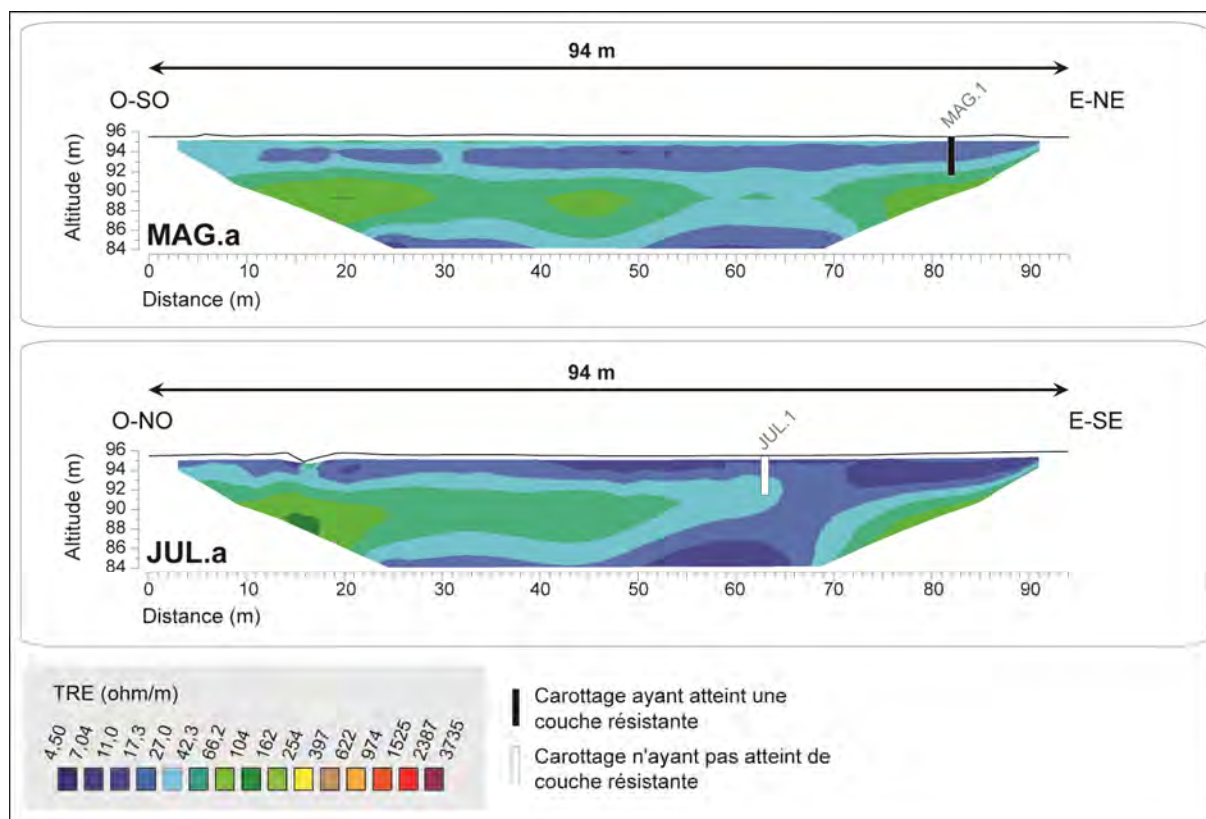 94 m
O-SO
E-NE
MAG.1
Altitude (m)
96
94
92
90
88
86
84
MAG.a
0 10 20 30 40 50 60 70 80 90
Distance (m)
94 m
O-NO
E-SE
JUL.1
Altitude (m)
96
94
92
90
88
86
84
JUL.a
0 10 20 30 40 50 60 70 80 90
Distance (m)
TRE (ohm/m)
4,50 7,04 11,0 17,3 27,0 42,3 66,2 104 162 254 397 622 974 1525 2387 3735
Carottage ayant atteint une
couche résistante
Carottage n'ayant pas atteint de
couche résistante